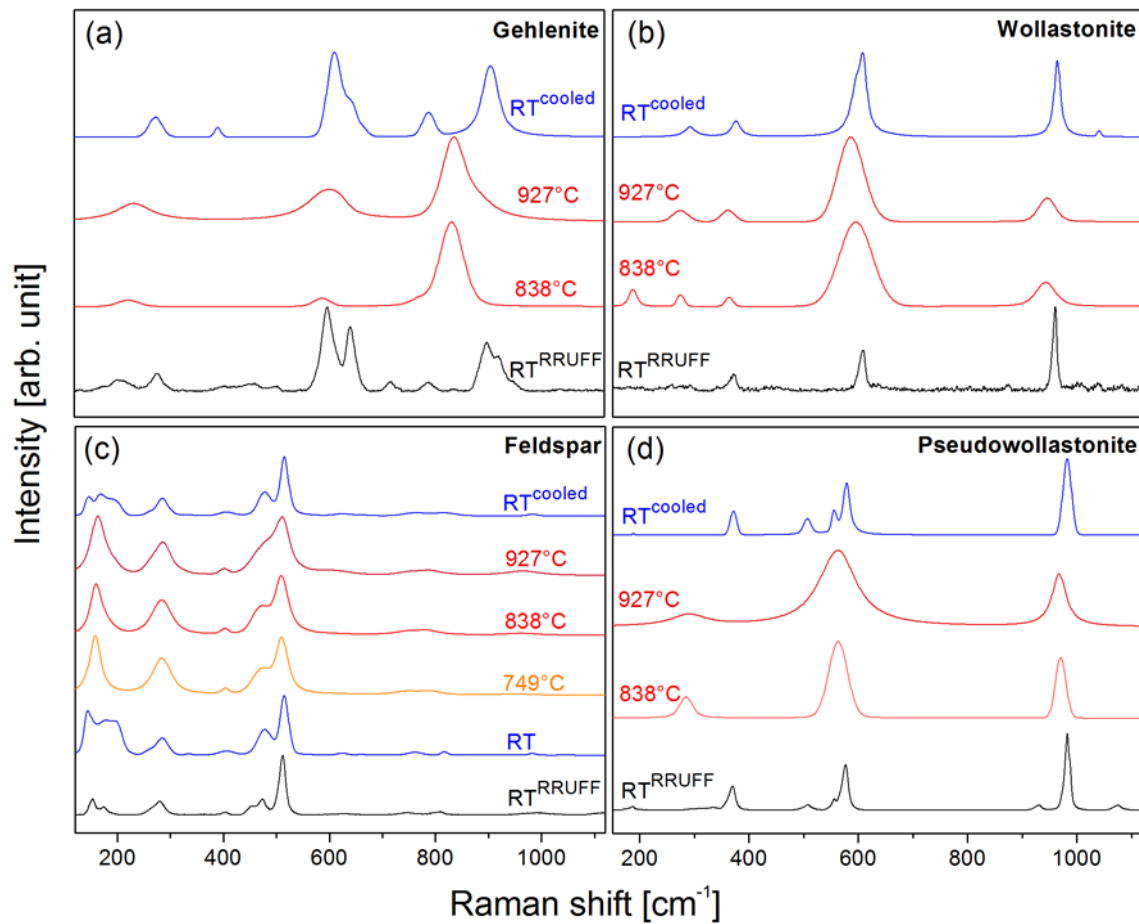 (a) Gehlenite
RT^cooled
927°C
838°C
RT^RRUFF
(b) Wollastonite
RT^cooled
927°C
838°C
RT^RRUFF
(c) Feldspar
RT^cooled
927°C
838°C
749°C
RT
RT^RRUFF
200 400 600 800 1000
(d) Pseudowollastonite
RT^cooled
927°C
838°C
RT^RRUFF
200 400 600 800 1000
Intensity [arb. unit]
Raman shift [cm^-1]